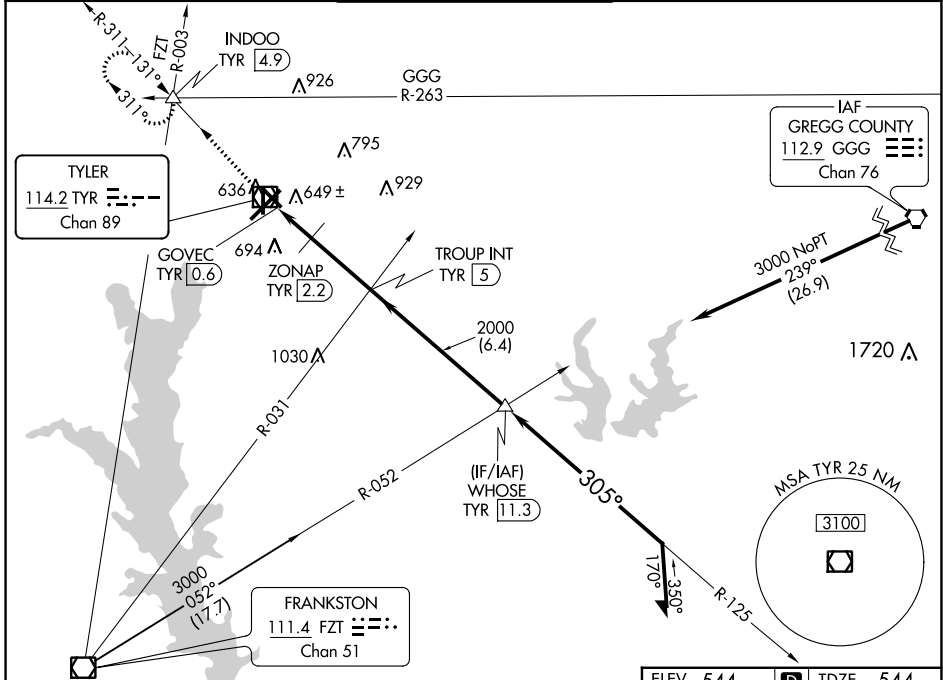 R-311
131°
FZT
R-003
INDOO
TYR 4.9
311°
926
GGG
R-263
IAF
GREGG COUNTY
112.9 GGG
Chan 76
795
TYLER
114.2 TYR
Chan 89
636
649 ±
929
3000 NoPT
239°
(26.9)
694
GOVEC
TYR 0.6
ZONAP
TYR 2.2
TROUP INT
TYR 5
2000
(6.4)
1030
1720
R-031
R-052
(IF/IAF)
WHOSE
TYR 11.3
305°
MSA TYR 25 NM
3100
170°
350°
R-125
3000
052°
(17.7)
FRANKSTON
111.4 FZT
Chan 51
ELEV 544 D TDZE 544